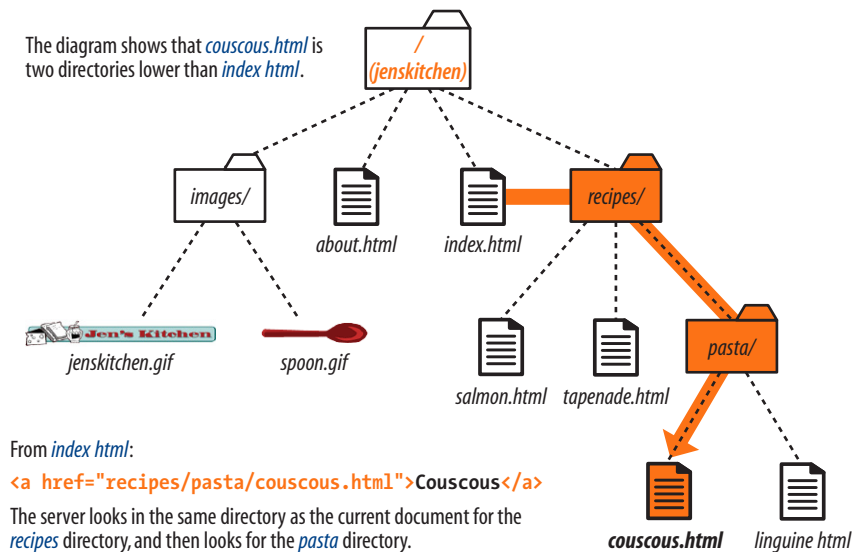 The diagram shows that couscous.html is
two directories lower than index html.
/
(jenskitchen)
images/
about.html
index.html
recipes/
Jen's Kitchen
jenskitchen.gif
spoon.gif
salmon.html
tapenade.html
pasta/
From index html:
<a href="recipes/pasta/couscous.html">Couscous</a>
The server looks in the same directory as the current document for the
recipes directory, and then looks for the pasta directory.
couscous.html
linguine html